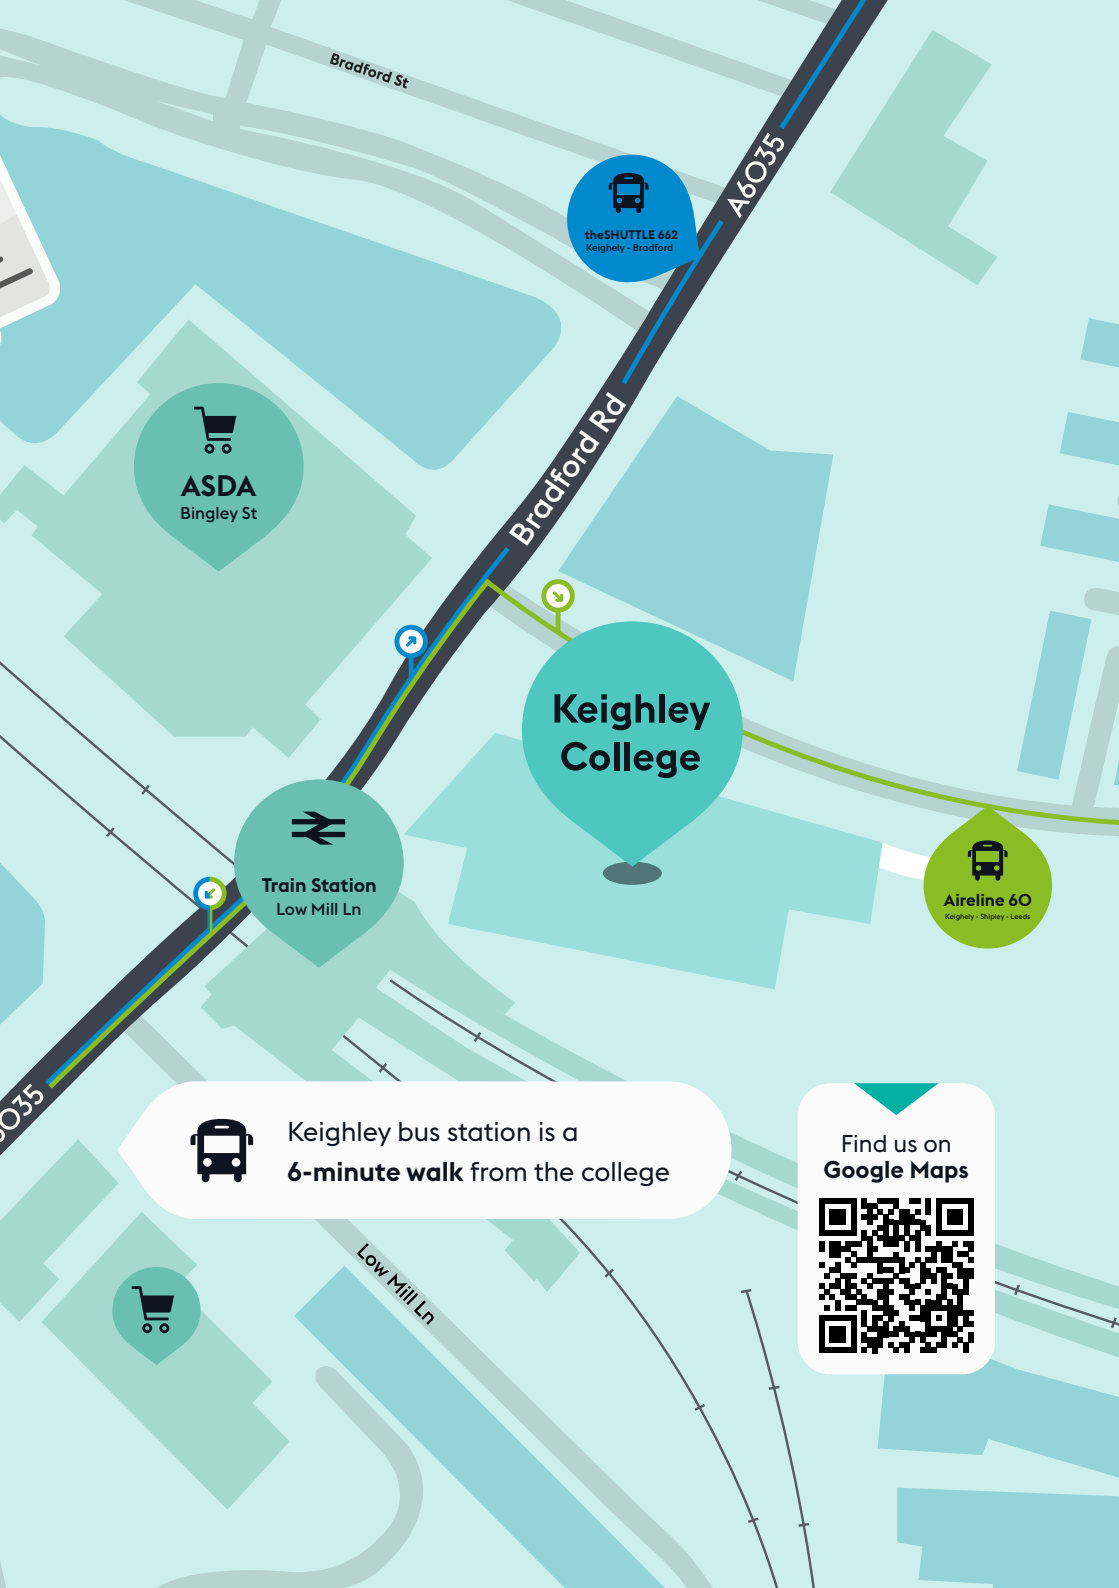 Bradford St
A6035
theSHUTTLE 662
Keighely - Bradford
Bradford Rd
ASDA
Bingley St
Keighley
College
Train Station
Low Mill Ln
Aireline 60
Keighely - Shipley - Leeds
6035
Keighley bus station is a
6-minute walk from the college
Find us on
Google Maps
Low Mill Ln